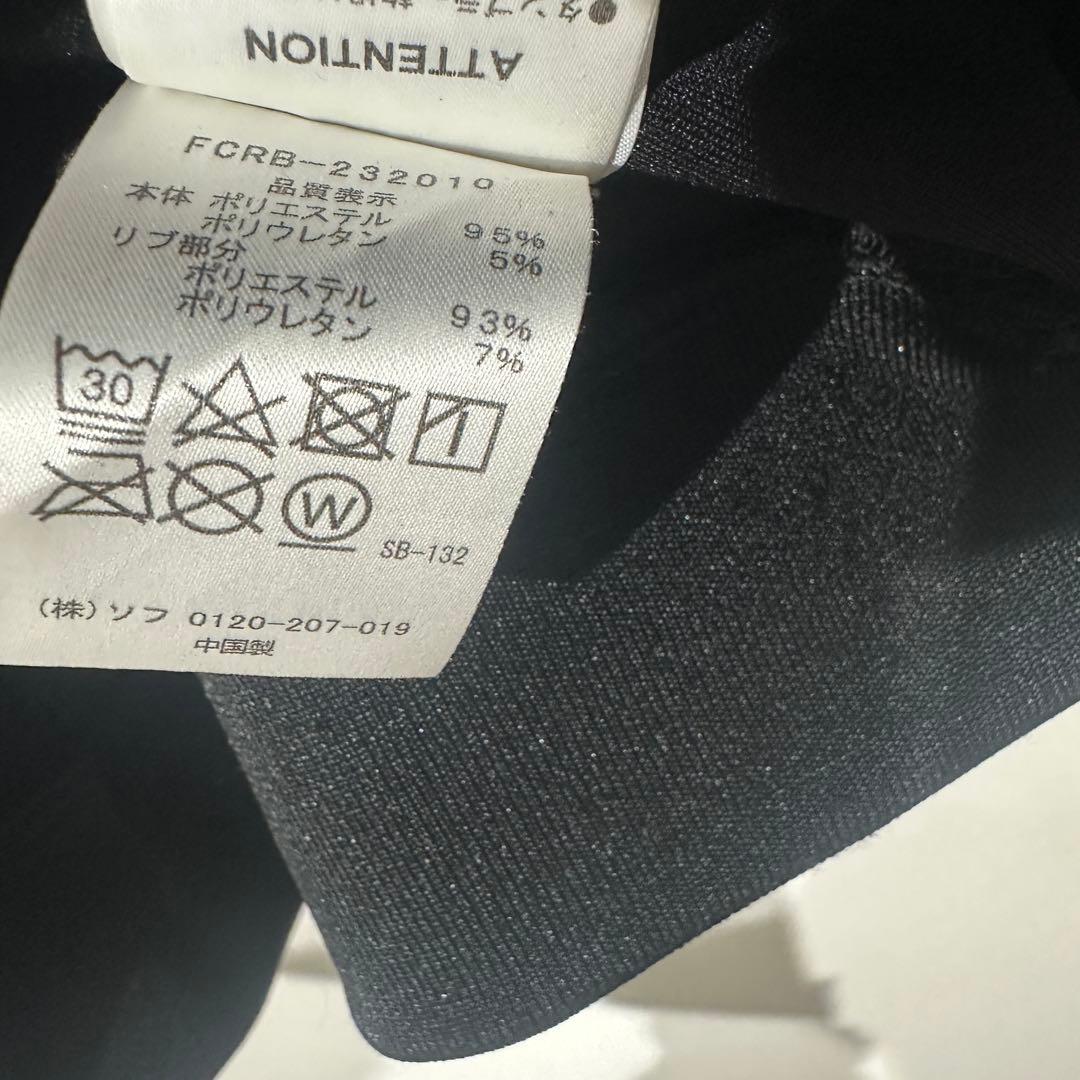 ATTENTION
FCRB-232010
品質表示
本体 ポリエステル 95%
ポリウレタン 5%
リブ部分
ポリエステル 93%
ポリウレタン 7%
30
W
SB-132
(株)ソフ 0120-207-019
中国製